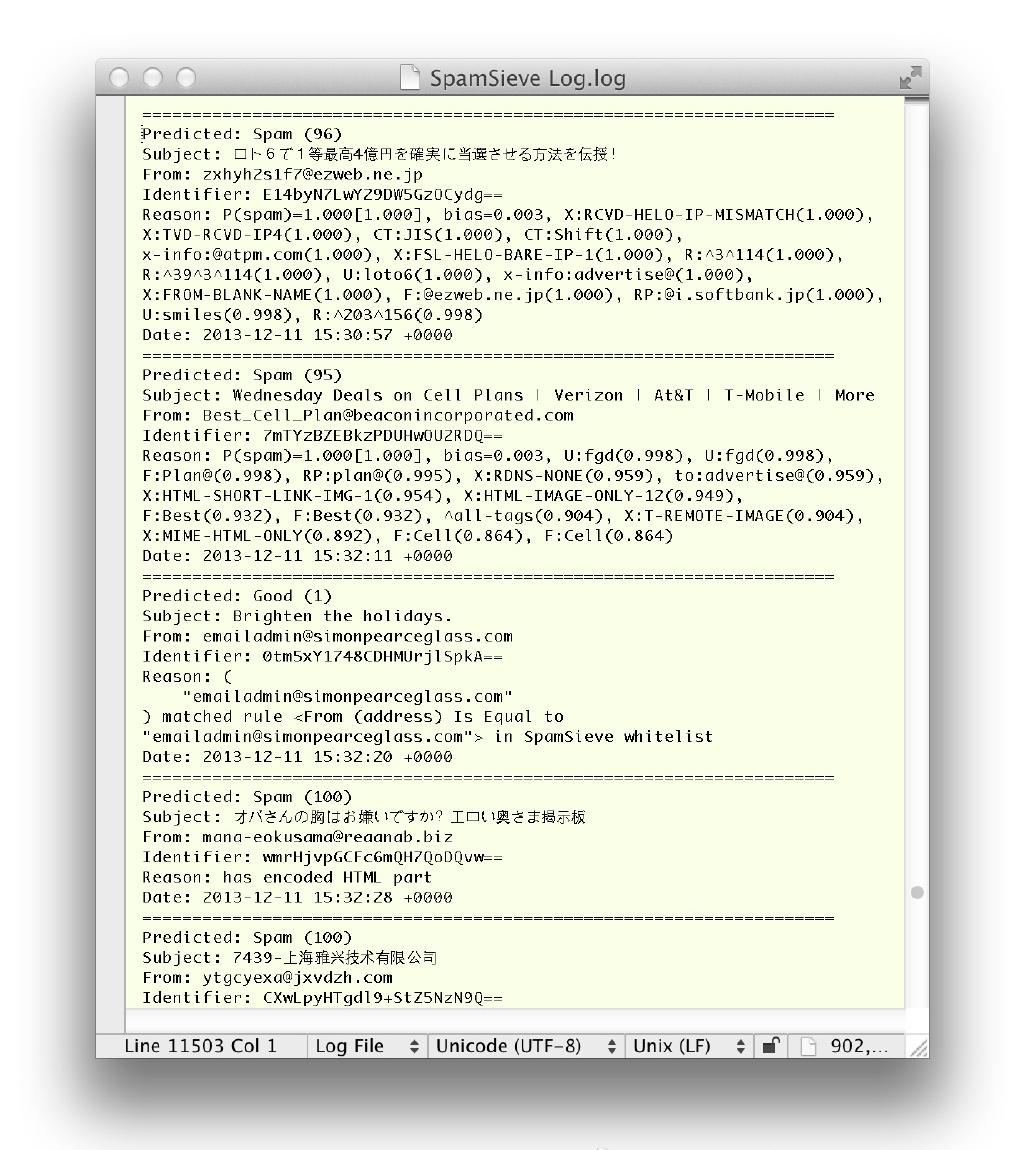 SpamSieve Log.log
=====================================================================
Predicted: Spam (96)
Subject: ロト６で１等最高4億円を確実に当選させる方法を伝授!
From: zxhyh2s1f7@ezweb.ne.jp
Identifier: E14byN7LwYZ9DW5GzOCydg==
Reason: P(spam)=1.000[1.000], bias=0.003, X:RCVD-HELO-IP-MISMATCH(1.000),
X:TVD-RCVD-IP4(1.000), CT:JIS(1.000), CT:Shift(1.000),
x-info:@atpm.com(1.000), X:FSL-HELO-BARE-IP-1(1.000), R:^3^114(1.000),
R:^39^3^114(1.000), U:loto6(1.000), x-info:advertise@(1.000),
X:FROM-BLANK-NAME(1.000), F:@ezweb.ne.jp(1.000), RP:@i.softbank.jp(1.000),
U:smiles(0.998), R:^203^156(0.998)
Date: 2013-12-11 15:30:57 +0000
=====================================================================
Predicted: Spam (95)
Subject: Wednesday Deals on Cell Plans | Verizon | At&T | T-Mobile | More
From: Best_Cell_Plan@beaconincorporated.com
Identifier: 7mTYzBZEBkzPDUHwOU2RDQ==
Reason: P(spam)=1.000[1.000], bias=0.003, U:fgd(0.998), U:fgd(0.998),
F:Plan@(0.998), RP:plan@(0.995), X:RDNS-NONE(0.959), to:advertise@(0.959),
X:HTML-SHORT-LINK-IMG-1(0.954), X:HTML-IMAGE-ONLY-12(0.949),
F:Best(0.932), F:Best(0.932), ^all-tags(0.904), X:T-REMOTE-IMAGE(0.904),
X:MIME-HTML-ONLY(0.892), F:Cell(0.864), F:Cell(0.864)
Date: 2013-12-11 15:32:11 +0000
=====================================================================
Predicted: Good (1)
Subject: Brighten the holidays.
From: emailadmin@simonpearceglass.com
Identifier: 0tm5xY1748CDHMUrjlSpkA==
Reason: (
"emailadmin@simonpearceglass.com"
) matched rule <From (address) Is Equal to
"emailadmin@simonpearceglass.com"> in SpamSieve whitelist
Date: 2013-12-11 15:32:20 +0000
=====================================================================
Predicted: Spam (100)
Subject: オバさんの胸はお嫌いですか? エロい奥さま掲示板
From: mana-eokusama@reaanab.biz
Identifier: wmrHjvpGCFc6mQH7QoDQvw==
Reason: has encoded HTML part
Date: 2013-12-11 15:32:28 +0000
=====================================================================
Predicted: Spam (100)
Subject: 7439-上海雅兴技术有限公司
From: ytgcyexa@jxvdzh.com
Identifier: CXwLpyHTgdl9+StZ5NzN9Q==
Line 11503 Col 1 Log File Unicode (UTF-8) Unix (LF) 902,...